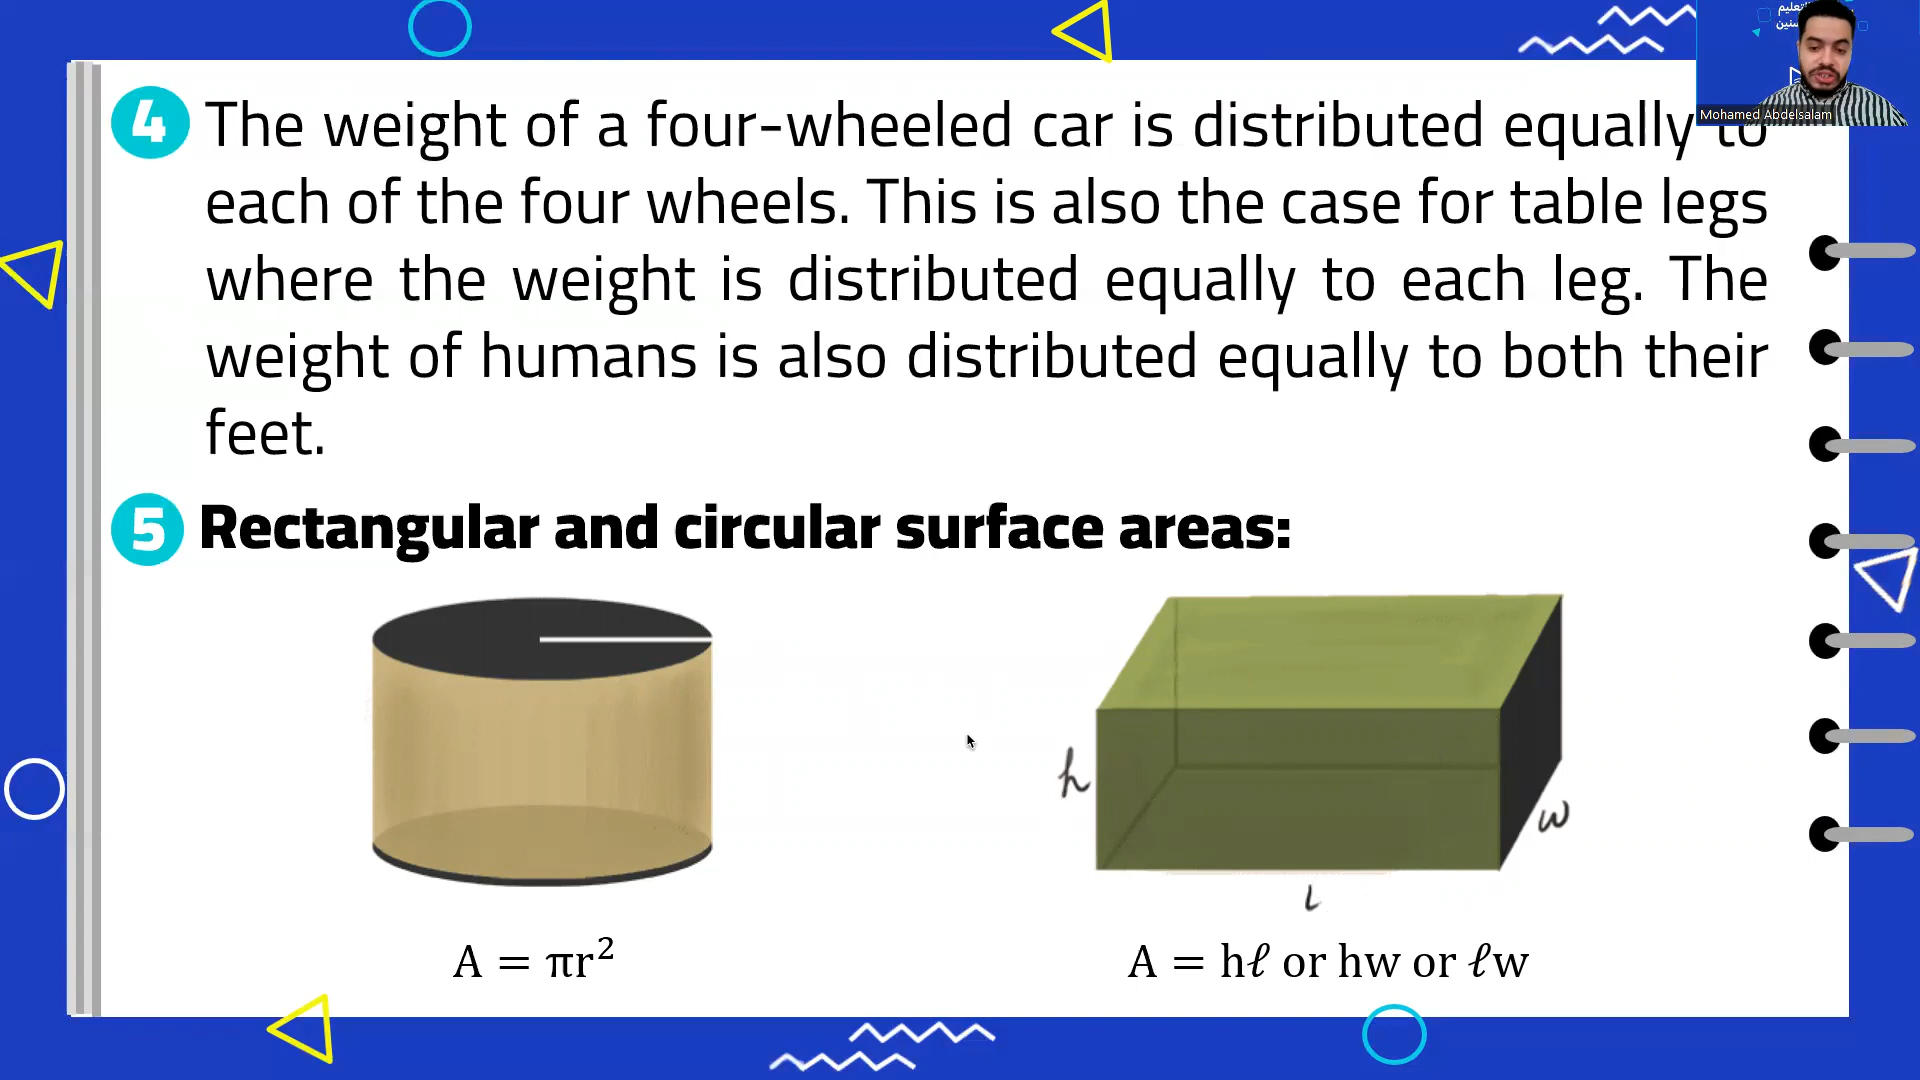 التعليم
Mohamed Abdelsalam
4 The weight of a four-wheeled car is distributed equally to
each of the four wheels. This is also the case for table legs
where the weight is distributed equally to each leg. The
weight of humans is also distributed equally to both their
feet.
5 Rectangular and circular surface areas:
h
w
L
A = πr²
A = hℓ or hw or ℓw